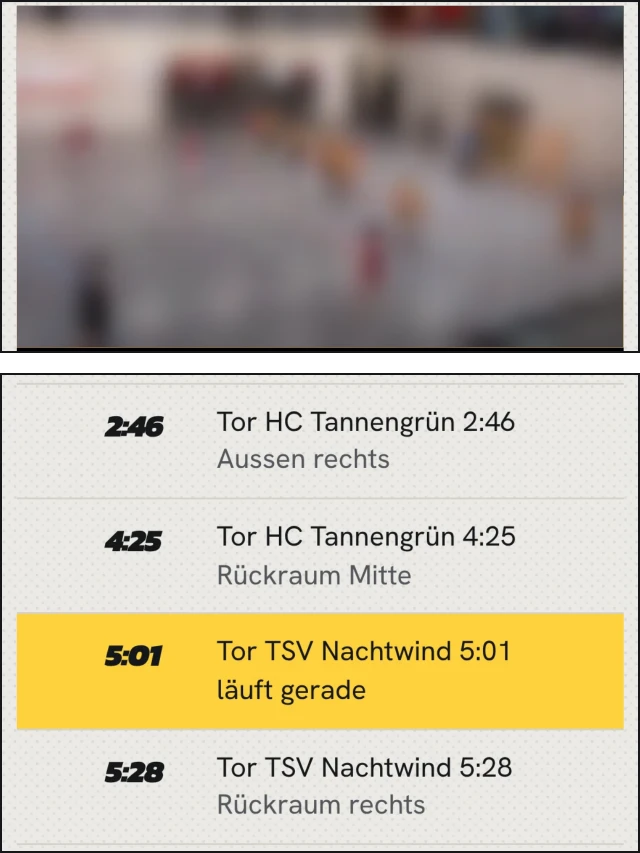 2:46 Tor HC Tannengrün 2:46
Aussen rechts
4:25 Tor HC Tannengrün 4:25
Rückraum Mitte
5:01 Tor TSV Nachtwind 5:01
läuft gerade
5:28 Tor TSV Nachtwind 5:28
Rückraum rechts